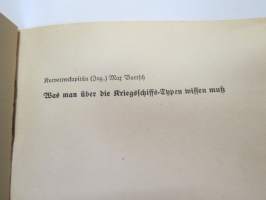 Korvettenkapitän (Ing.) Max Bartsch
Was man über die Kriegsschiffs-Typen wissen muß